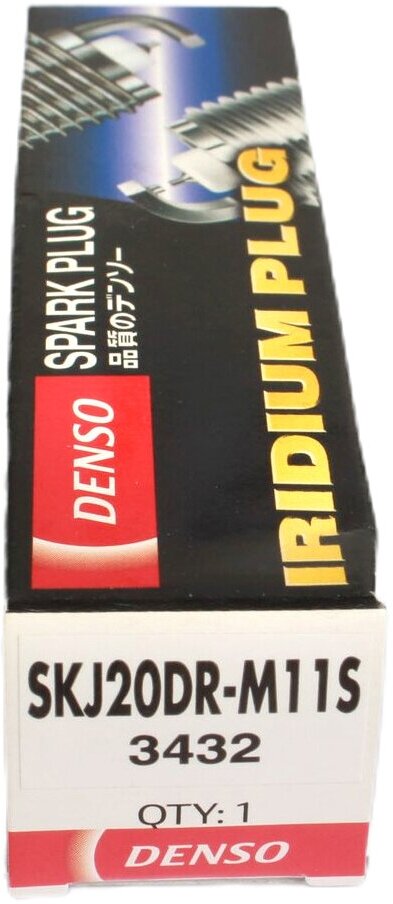 SPARK PLUG
品質のデンソー
DENSO
IRIDIUM PLUG
SKJ20DR-M11S
3432
QTY: 1
DENSO